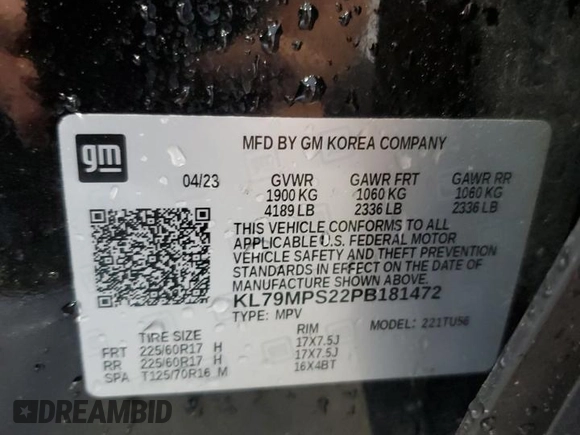 gm
MFD BY GM KOREA COMPANY
04/23 GVWR GAWR FRT GAWR RR
1900 KG 1060 KG 1060 KG
4189 LB 2336 LB 2336 LB
THIS VEHICLE CONFORMS TO ALL
APPLICABLE U.S. FEDERAL MOTOR
VEHICLE SAFETY AND THEFT PREVENTION
STANDARDS IN EFFECT ON THE DATE OF
MANUFACTURE SHOWN ABOVE.
KL79MPS22PB181472
TYPE: MPV MODEL: 221TU56
TIRE SIZE RIM
FRT 225/60R17 H 17X7.5J
RR 225/60R17 H 17X7.5J
SPA T125/70R16 M 16X4BT
DREAMBID